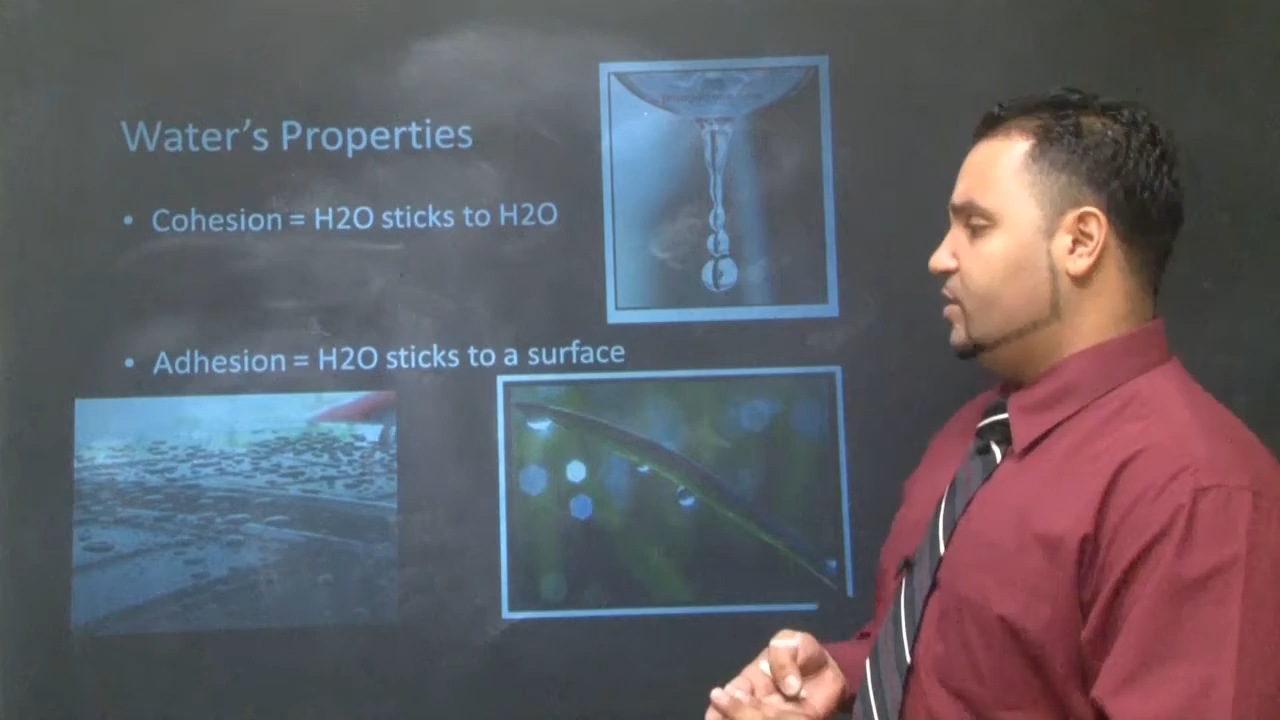 Water's Properties
• Cohesion = H2O sticks to H2O
• Adhesion = H2O sticks to a surface